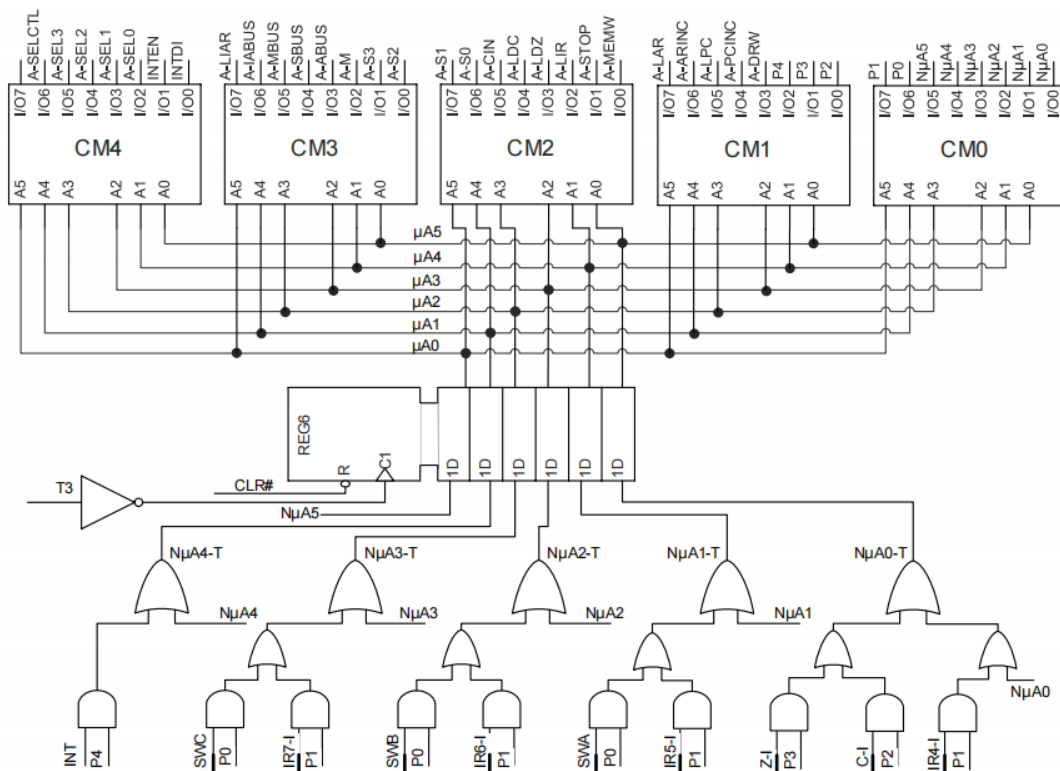 A-SELCTL A-SEL3 A-SEL2 A-SEL1 A-SEL0 INTEN INTDI
A-LIAR A-IABUS A-MBUS A-SBUS A-ABUS A-M A-S3 A-S2
A-S1 A-S0 A-CIN A-LDC A-LDZ A-LIR A-STOP A-MEMW
A-LAR A-ARINC A-LPC A-PCINC A-DRW P4 P3 P2
P1 P0 NμA5 NμA4 NμA3 NμA2 NμA1 NμA0
I/O7 I/O6 I/O5 I/O4 I/O3 I/O2 I/O1 I/O0
I/O7 I/O6 I/O5 I/O4 I/O3 I/O2 I/O1 I/O0
I/O7 I/O6 I/O5 I/O4 I/O3 I/O2 I/O1 I/O0
I/O7 I/O6 I/O5 I/O4 I/O3 I/O2 I/O1 I/O0
I/O7 I/O6 I/O5 I/O4 I/O3 I/O2 I/O1 I/O0
CM4 CM3 CM2 CM1 CM0
A5 A4 A3 A2 A1 A0
A5 A4 A3 A2 A1 A0
A5 A4 A3 A2 A1 A0
A5 A4 A3 A2 A1 A0
A5 A4 A3 A2 A1 A0
μA5
μA4
μA3
μA2
μA1
μA0
REG6 R C1 1D 1D 1D 1D 1D 1D
T3
CLR#
NμA5
NμA4-T NμA3-T NμA2-T NμA1-T NμA0-T
NμA4 NμA3 NμA2 NμA1
NμA0
INT P4 SWC P0 IR7-I P1 SWB P0 IR6-I P1 SWA P0 IR5-I P1 Z-I P3 C-I P2 IR4-I P1